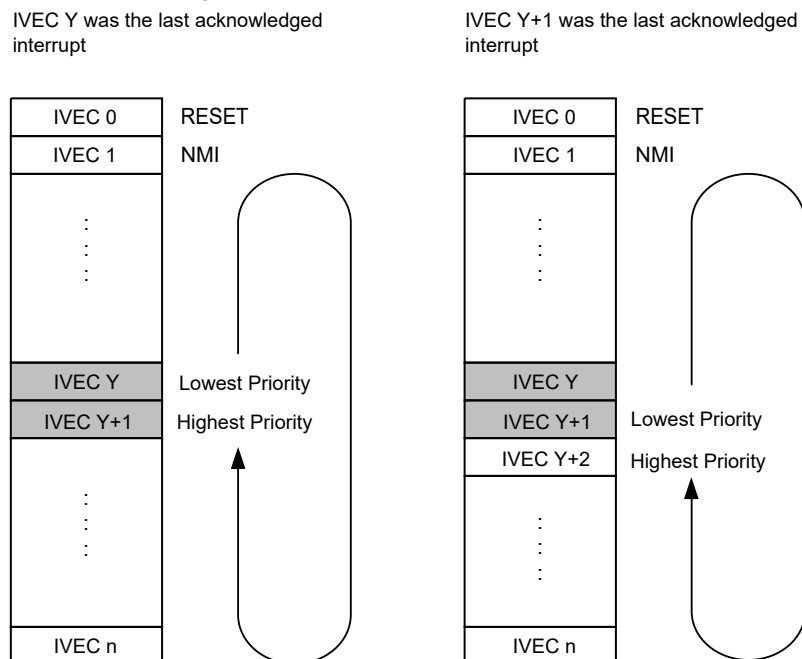 IVEC Y was the last acknowledged
interrupt
IVEC 0 RESET
IVEC 1 NMI
IVEC Y Lowest Priority
IVEC Y+1 Highest Priority
IVEC n
IVEC Y+1 was the last acknowledged
interrupt
IVEC 0 RESET
IVEC 1 NMI
IVEC Y
IVEC Y+1 Lowest Priority
IVEC Y+2 Highest Priority
IVEC n